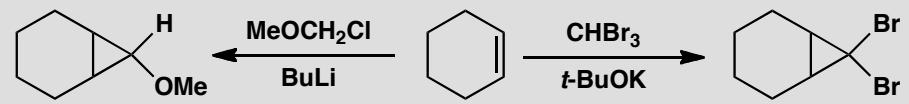 H
OMe
MeOCH₂Cl
BuLi
CHBr₃
t-BuOK
Br
Br